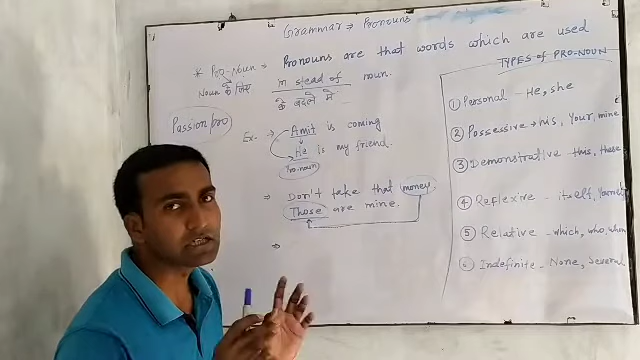 Grammar → Pronouns
* Pro-Noun ⇒ Pronouns are that words which are used
Noun के लिए in stead of noun.
के बदले में
Passion pro
Ex- → Amit is coming
He is my friend.
Pro-noun
⇒ Don't take that money.
Those are mine.
⇒
TYPES of PRO-NOUN
① Personal - He, she
② Possessive → his, Your, mine
③ Demonstrative this, these
④ Reflexive - itself,
⑤ Relative - which, who, whom
⑥ Indefinite - None, Several